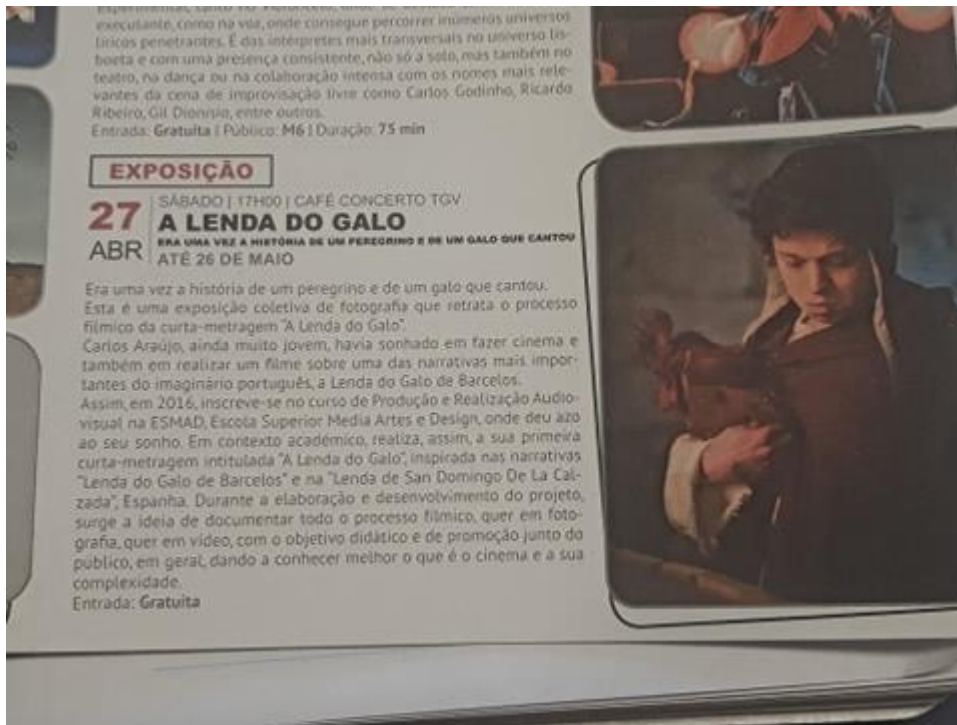 executante, como na voz, onde consegue percorrer inúmeros universos
líricos penetrantes. É das intérpretes mais transversais no universo lis-
boeta e com uma presença consistente, não só a solo, mas também no
teatro, na dança ou na colaboração intensa com os nomes mais rele-
vantes da cena de improvisação livre como Carlos Godinho, Ricardo
Ribeiro, Gil Dionísio, entre outros.
Entrada: Gratuita | Público: M6 | Duração: 75 min
EXPOSIÇÃO
27 ABR
SÁBADO | 17H00 | CAFÉ CONCERTO TGV
A LENDA DO GALO
ERA UMA VEZ A HISTÓRIA DE UM PEREGRINO E DE UM GALO QUE CANTOU
ATÉ 26 DE MAIO
Era uma vez a história de um peregrino e de um galo que cantou.
Esta é uma exposição coletiva de fotografia que retrata o processo
fílmico da curta-metragem "A Lenda do Galo".
Carlos Araújo, ainda muito jovem, havia sonhado em fazer cinema e
também em realizar um filme sobre uma das narrativas mais impor-
tantes do imaginário português, a Lenda do Galo de Barcelos.
Assim, em 2016, inscreve-se no curso de Produção e Realização Audio-
visual na ESMAD, Escola Superior Media Artes e Design, onde deu azo
ao seu sonho. Em contexto académico, realiza, assim, a sua primeira
curta-metragem intitulada "A Lenda do Galo", inspirada nas narrativas
"Lenda do Galo de Barcelos" e na "Lenda de San Domingo De La Cal-
zada", Espanha. Durante a elaboração e desenvolvimento do projeto,
surge a ideia de documentar todo o processo fílmico, quer em foto-
grafia, quer em vídeo, com o objetivo didático e de promoção junto do
público, em geral, dando a conhecer melhor o que é o cinema e a sua
complexidade.
Entrada: Gratuita